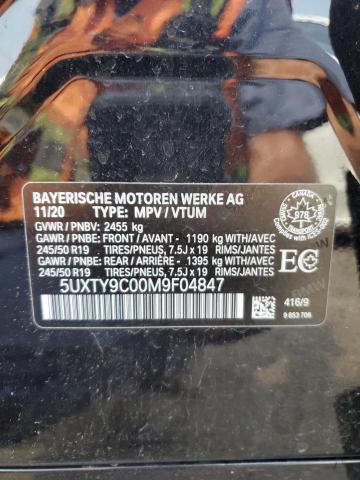 BAYERISCHE MOTOREN WERKE AG
11/20 TYPE: MPV / VTUM
GVWR / PNBV: 2455 kg
GAWR / PNBE: FRONT / AVANT - 1190 kg WITH/AVEC
245/50 R19 TIRES/PNEUS, 7.5J x 19 RIMS/JANTES
GAWR / PNBE: REAR / ARRIÈRE - 1395 kg WITH/AVEC
245/50 R19 TIRES/PNEUS, 7.5J x 19 RIMS/JANTES
5UXTY9C00M9F04847
CANADA
978
TRANSPORT
EC
416/9
9 853 706